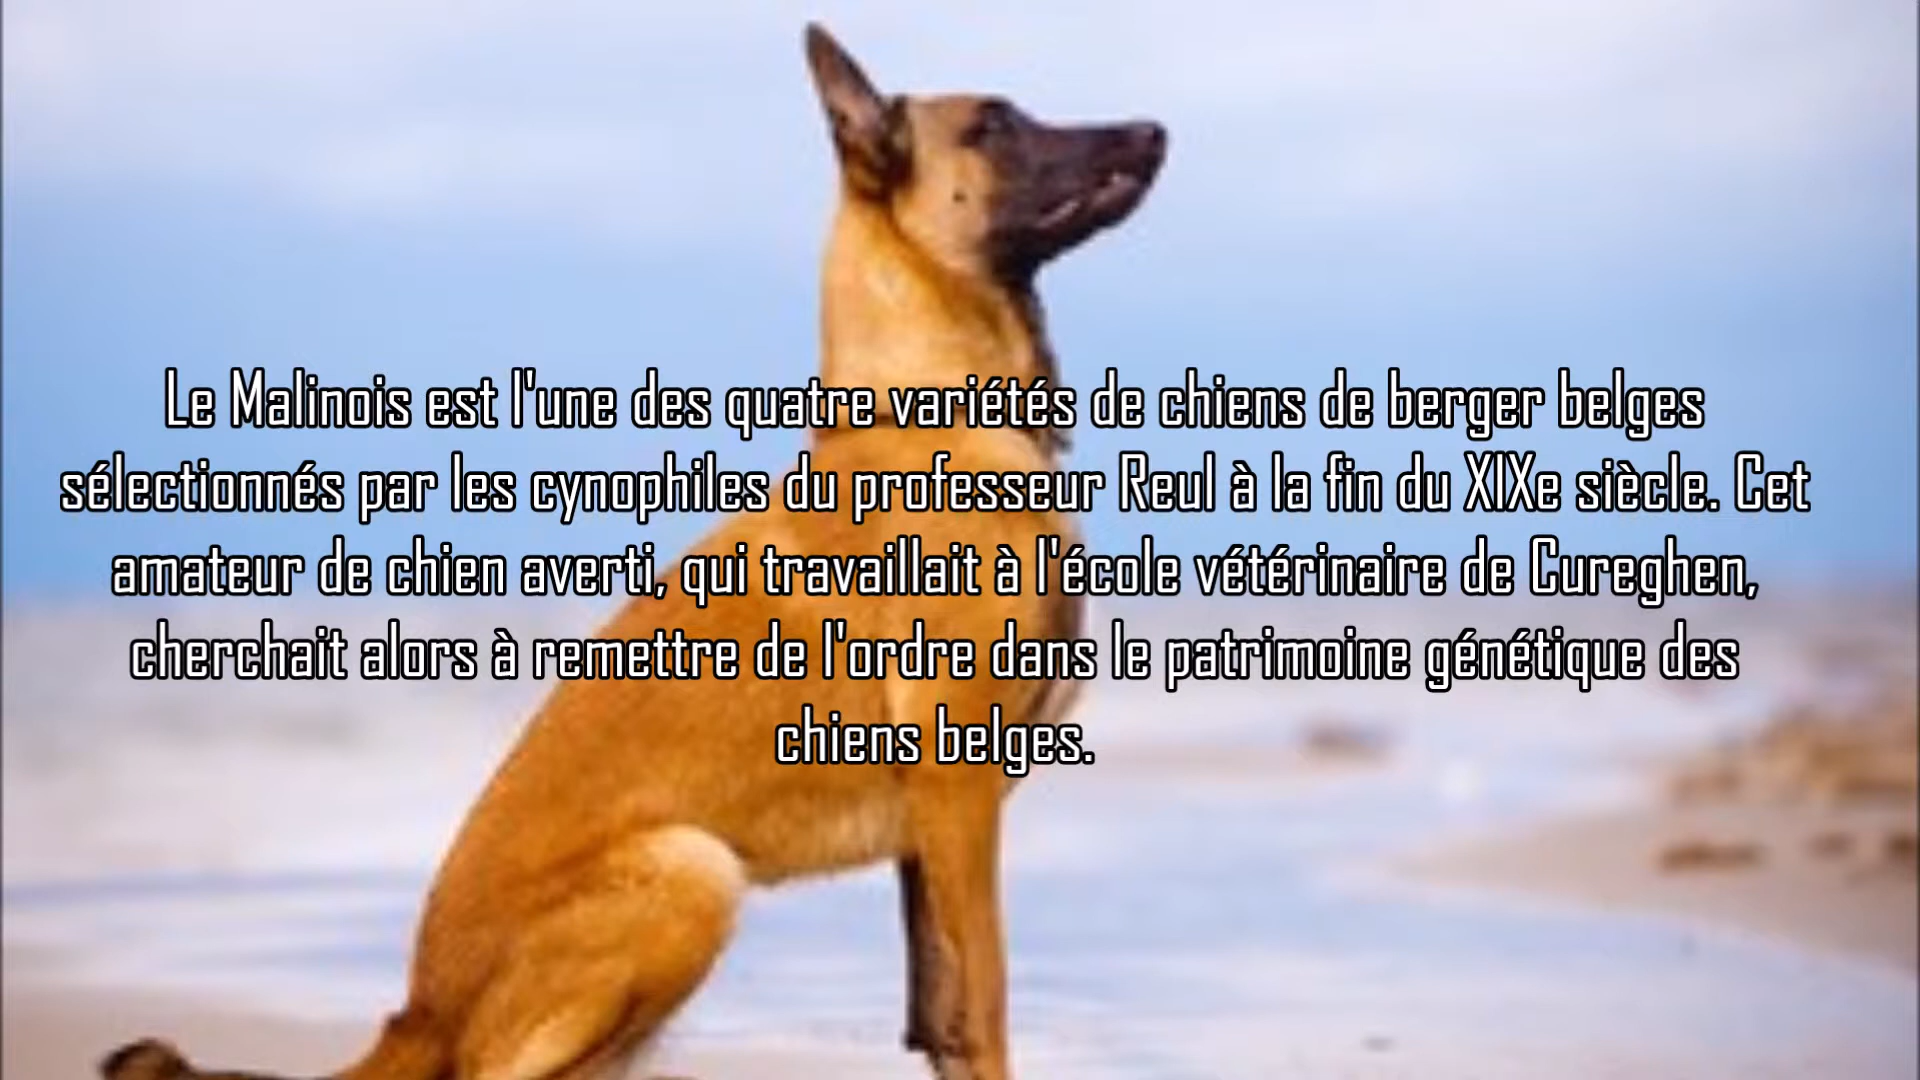 Le Malinois est l'une des quatre variétés de chiens de berger belges
sélectionnés par les cynophiles du professeur Reul à la fin du XIXe siècle. Cet
amateur de chien averti, qui travaillait à l'école vétérinaire de Cureghen,
cherchait alors à remettre de l'ordre dans le patrimoine génétique des
chiens belges.